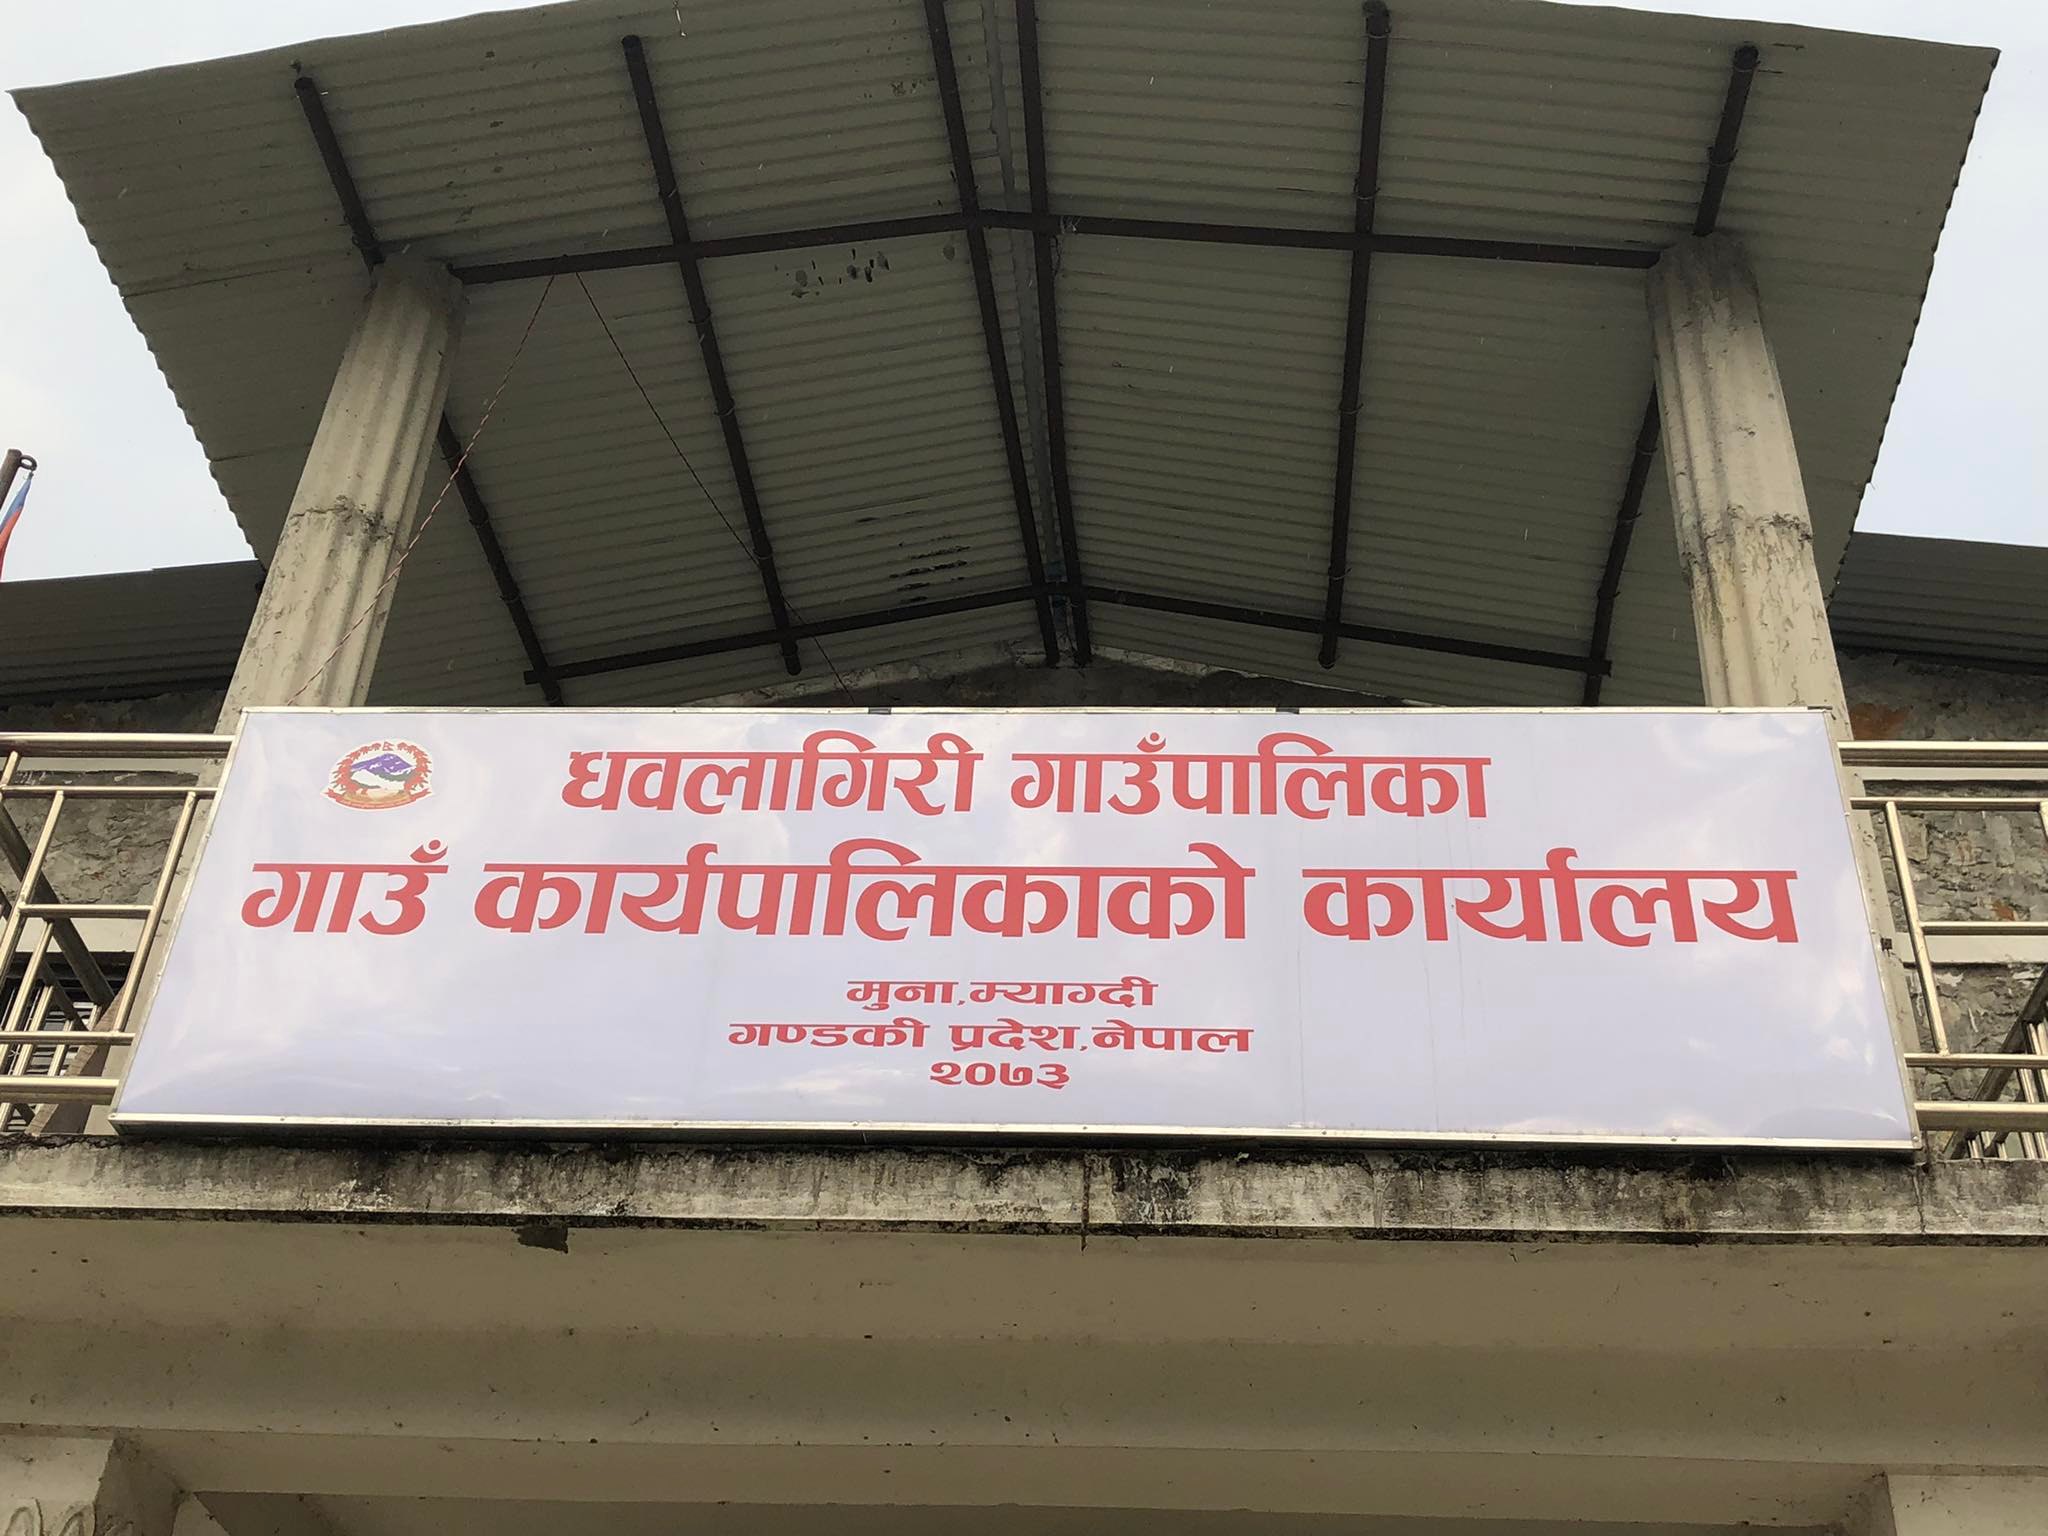 धवलागिरी गाउँपालिका
गाउँ कार्यपालिकाको कार्यालय
मुना,म्याग्दी
गण्डकी प्रदेश,नेपाल
२०७३